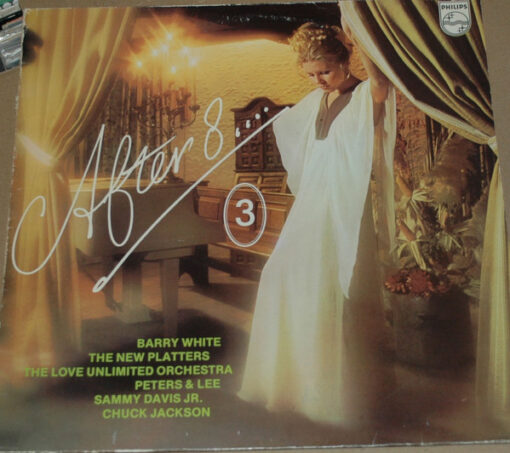 PHILIPS
After 8....
3
BARRY WHITE
THE NEW PLATTERS
THE LOVE UNLIMITED ORCHESTRA
PETERS & LEE
SAMMY DAVIS JR.
CHUCK JACKSON